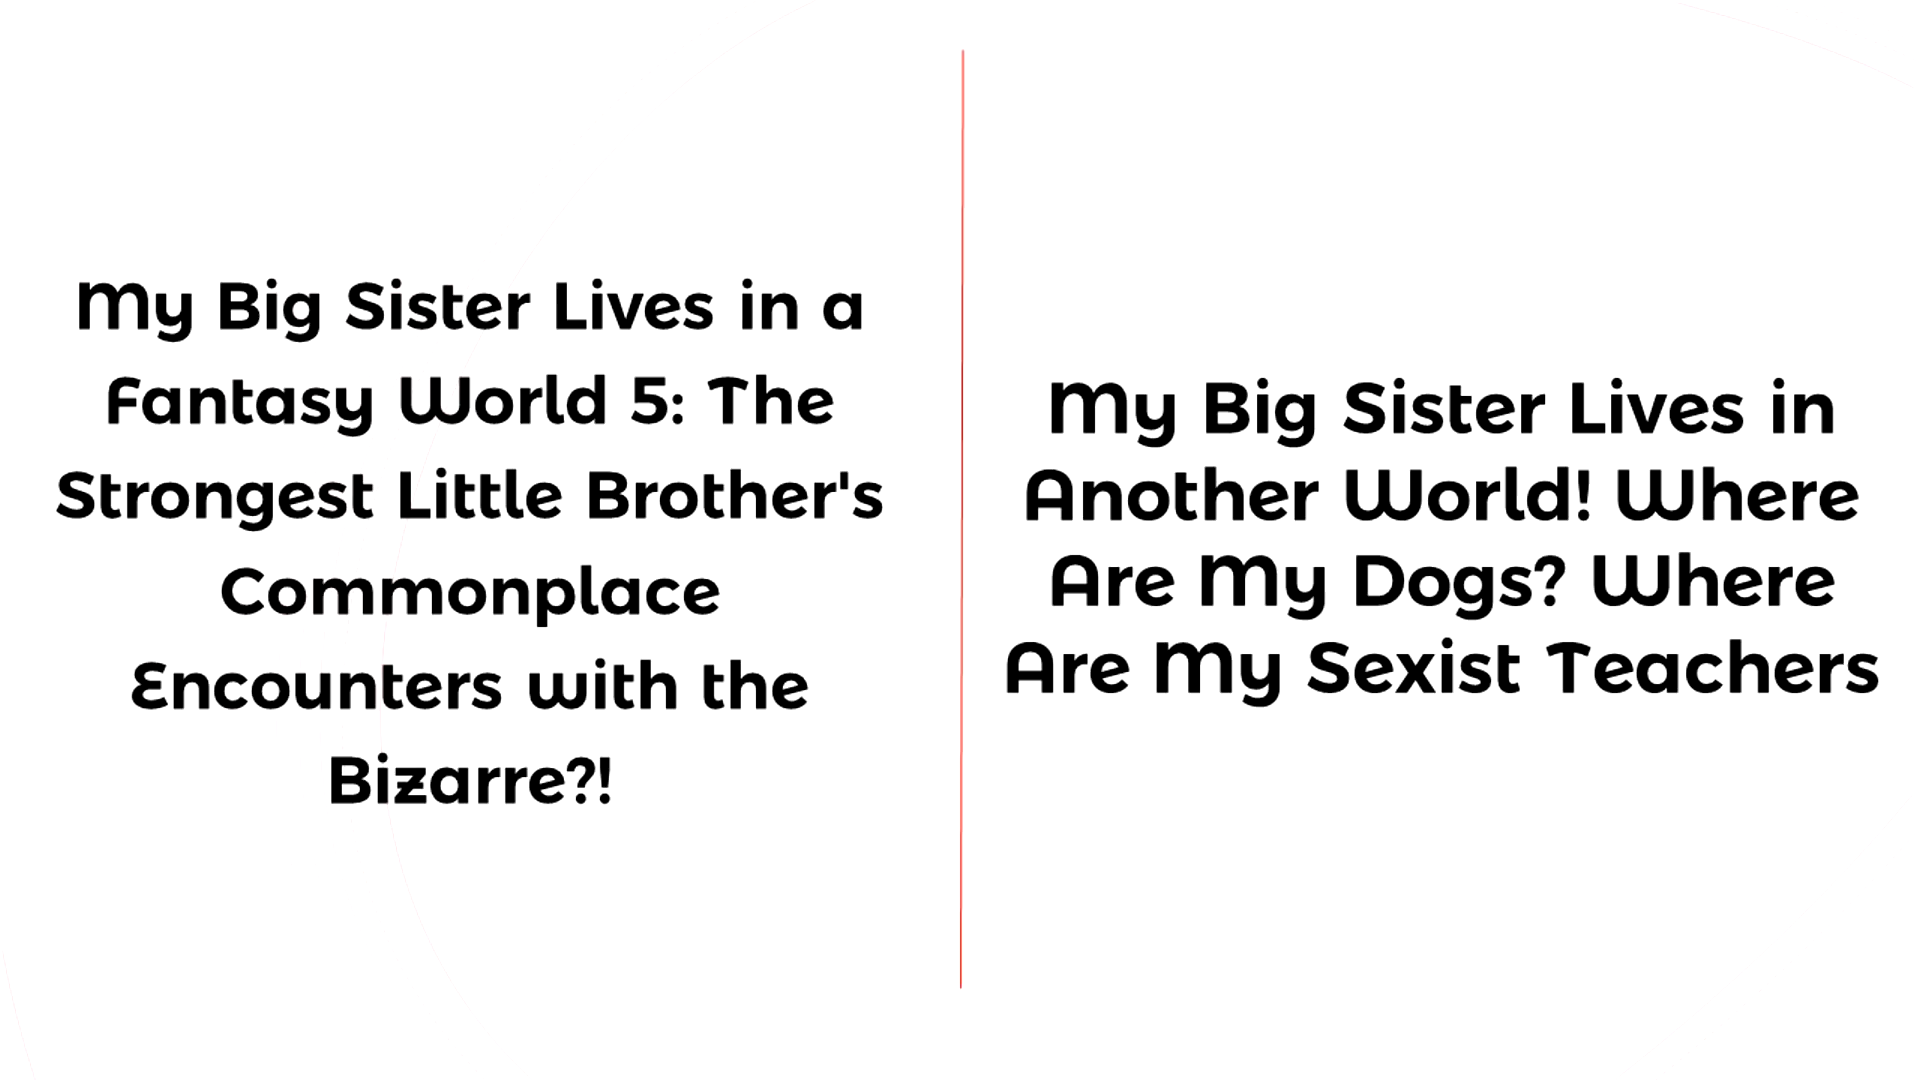 My Big Sister Lives in a
Fantasy World 5: The
Strongest Little Brother's
Commonplace
Encounters with the
Bizarre?!
My Big Sister Lives in
Another World! Where
Are My Dogs? Where
Are My Sexist Teachers